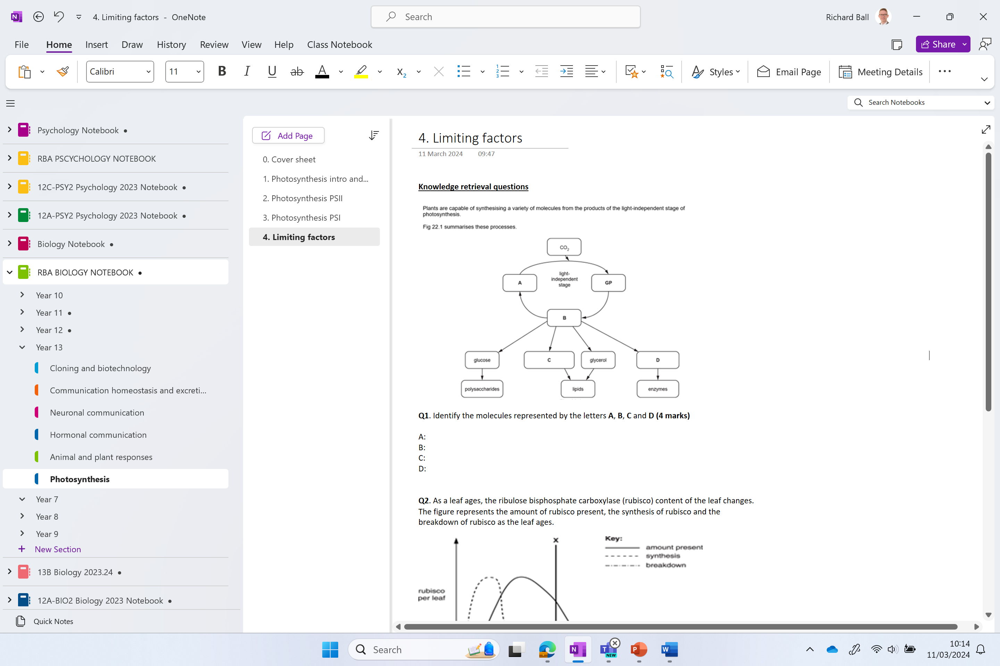 4. Limiting factors - OneNote
Search
Richard Ball
File Home Insert Draw History Review View Help Class Notebook
Share
Calibri 11
Styles
Email Page
Meeting Details
Search Notebooks
Psychology Notebook
RBA PSCYCHOLOGY NOTEBOOK
12C-PSY2 Psychology 2023 Notebook
12A-PSY2 Psychology 2023 Notebook
Biology Notebook
RBA BIOLOGY NOTEBOOK
Year 10
Year 11
Year 12
Year 13
Cloning and biotechnology
Communication homeostasis and excreti...
Neuronal communication
Hormonal communication
Animal and plant responses
Photosynthesis
Year 7
Year 8
Year 9
New Section
13B Biology 2023.24
12A-BIO2 Biology 2023 Notebook
Quick Notes
Add Page
0. Cover sheet
1. Photosynthesis intro and...
2. Photosynthesis PSII
3. Photosynthesis PSI
4. Limiting factors
4. Limiting factors
11 March 2024 09:47
Knowledge retrieval questions
Plants are capable of synthesising a variety of molecules from the products of the light-independent stage of
photosynthesis.
Fig 22.1 summarises these processes.
CO2
light-
independent
stage
A
GP
B
glucose
C
glycerol
D
polysaccharides
lipids
enzymes
Q1. Identify the molecules represented by the letters A, B, C and D (4 marks)
A:
B:
C:
D:
Q2. As a leaf ages, the ribulose bisphosphate carboxylase (rubisco) content of the leaf changes.
The figure represents the amount of rubisco present, the synthesis of rubisco and the
breakdown of rubisco as the leaf ages.
X
Key:
amount present
synthesis
breakdown
rubisco
per leaf
Search
NEW
10:14
11/03/2024